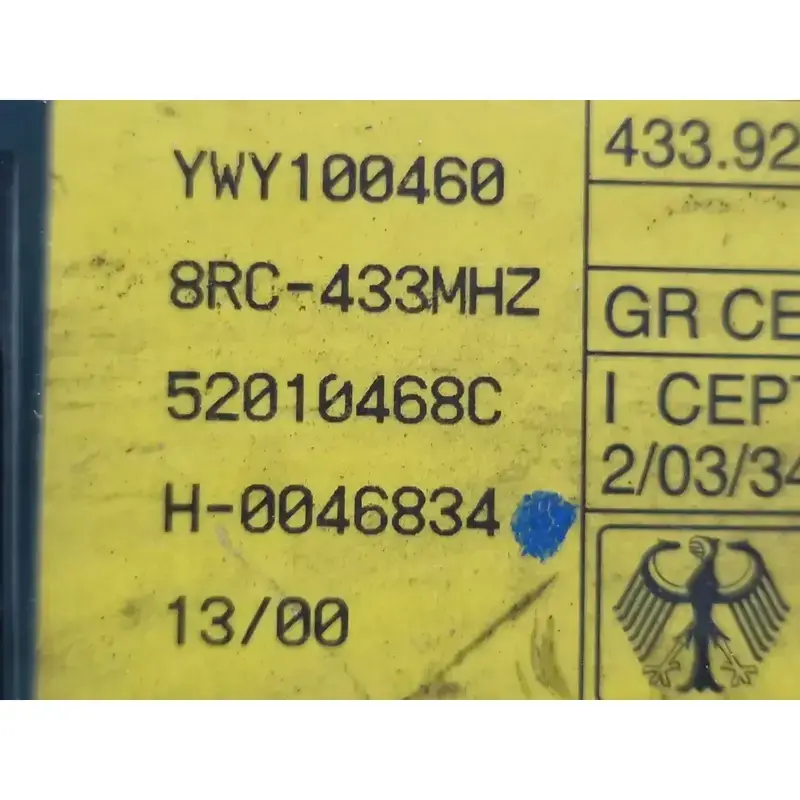 YWY100460
8RC-433MHZ
52010468C
H-0046834
13/00
433.92
GR CE
I CEPT
2/03/34